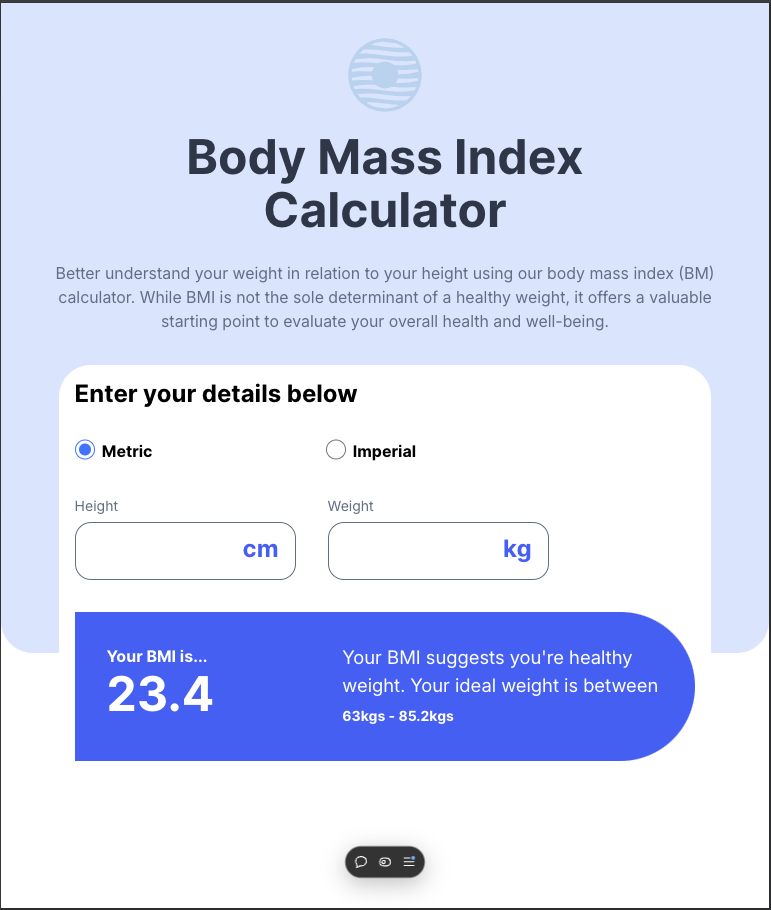 Body Mass Index
Calculator
Better understand your weight in relation to your height using our body mass index (BM)
calculator. While BMI is not the sole determinant of a healthy weight, it offers a valuable
starting point to evaluate your overall health and well-being.
Enter your details below
Metric
Imperial
Height
Weight
cm
kg
Your BMI is...
23.4
Your BMI suggests you're healthy
weight. Your ideal weight is between
63kgs - 85.2kgs